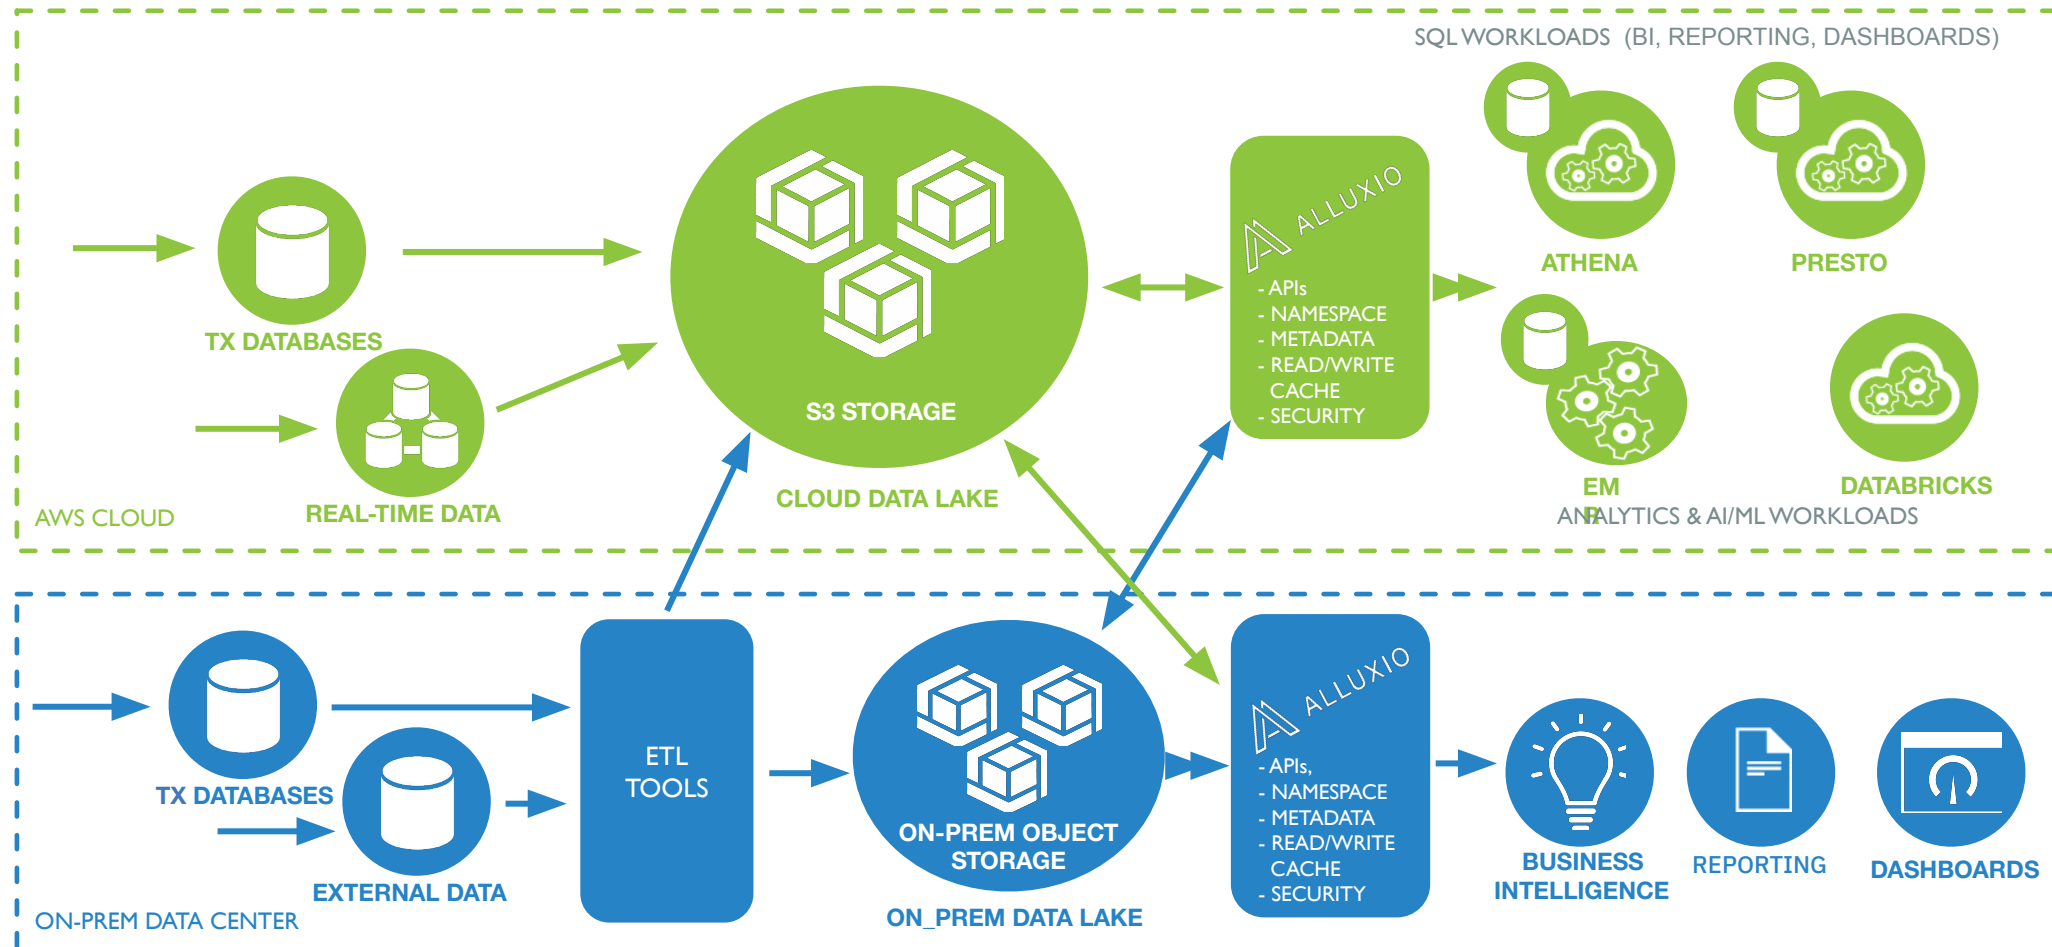 SQL WORKLOADS (BI, REPORTING, DASHBOARDS)
ALLUXIO
- APIs
- NAMESPACE
- METADATA
- READ/WRITE
CACHE
- SECURITY
ATHENA
PRESTO
TX DATABASES
S3 STORAGE
REAL-TIME DATA
CLOUD DATA LAKE
EM
R
DATABRICKS
ANALYTICS & AI/ML WORKLOADS
AWS CLOUD
TX DATABASES
EXTERNAL DATA
ETL
TOOLS
ON-PREM OBJECT
STORAGE
ON_PREM DATA LAKE
ALLUXIO
- APIs,
- NAMESPACE
- METADATA
- READ/WRITE
CACHE
- SECURITY
BUSINESS
INTELLIGENCE
REPORTING
DASHBOARDS
ON-PREM DATA CENTER